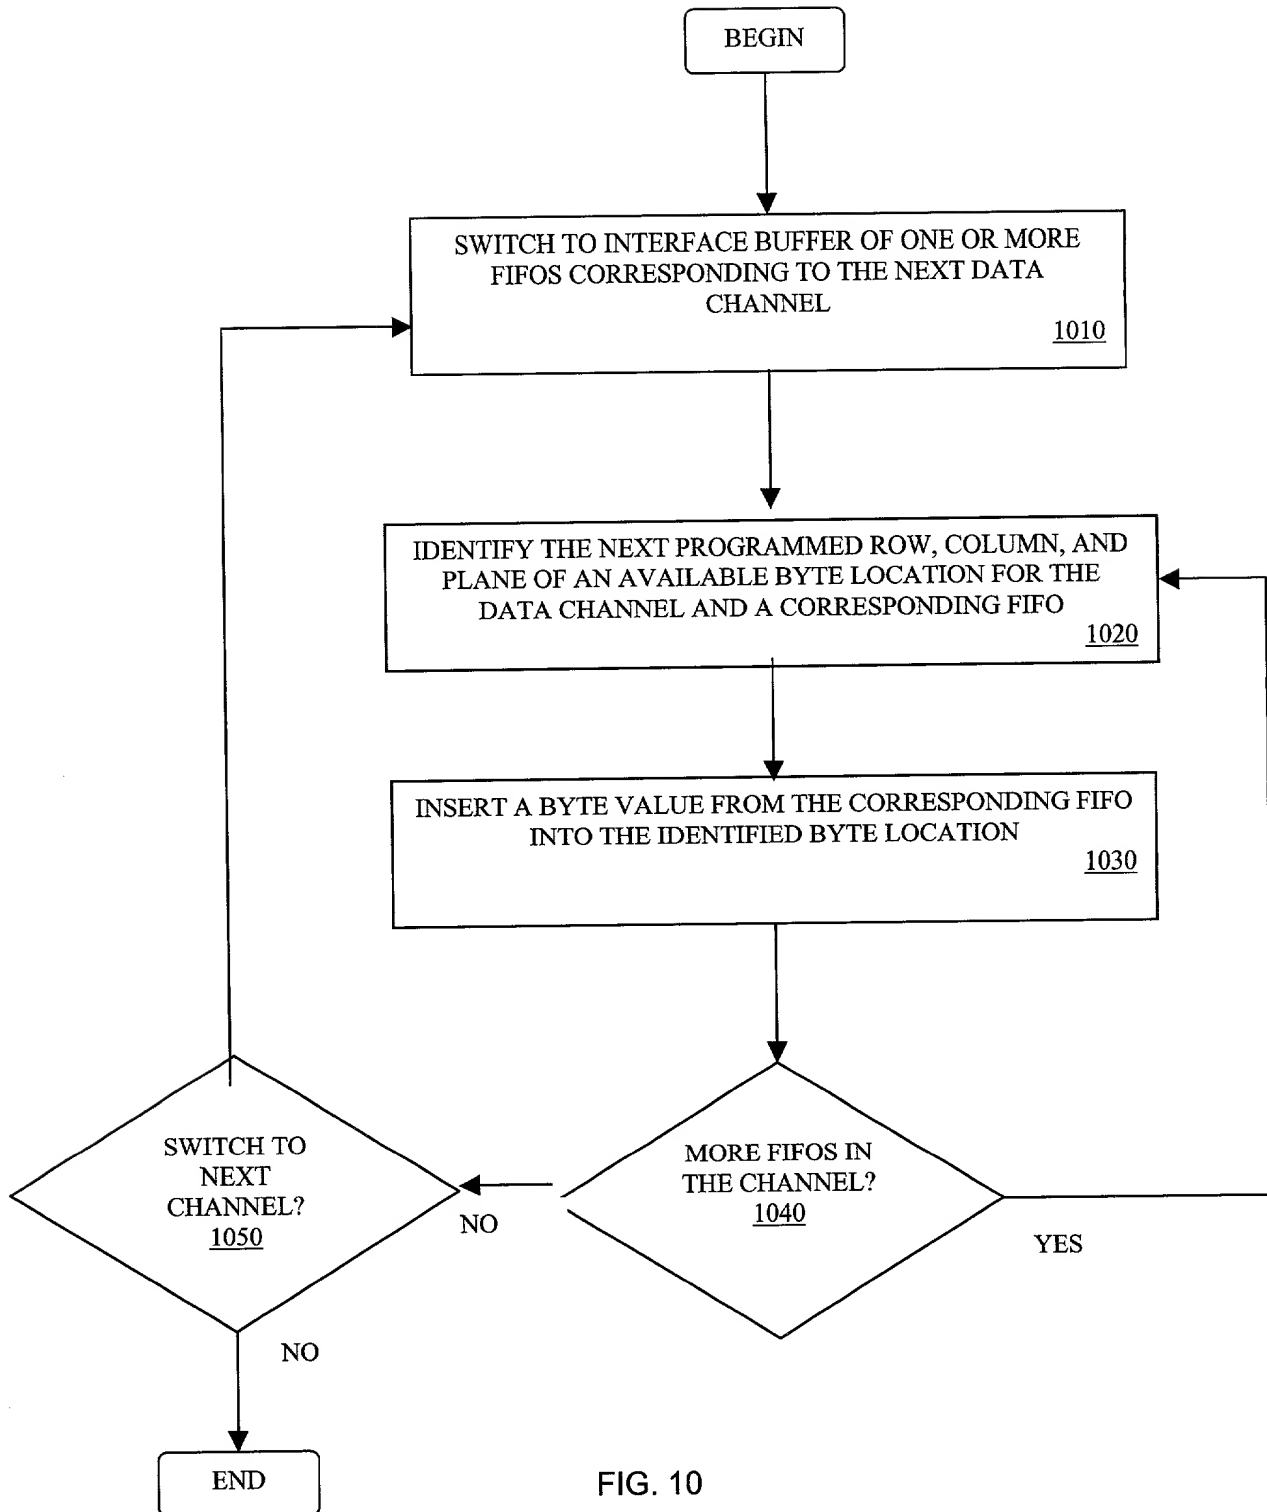 BEGIN
SWITCH TO INTERFACE BUFFER OF ONE OR MORE
FIFOS CORRESPONDING TO THE NEXT DATA
CHANNEL
1010
IDENTIFY THE NEXT PROGRAMMED ROW, COLUMN, AND
PLANE OF AN AVAILABLE BYTE LOCATION FOR THE
DATA CHANNEL AND A CORRESPONDING FIFO
1020
INSERT A BYTE VALUE FROM THE CORRESPONDING FIFO
INTO THE IDENTIFIED BYTE LOCATION
1030
MORE FIFOS IN
THE CHANNEL?
1040
YES
NO
SWITCH TO
NEXT
CHANNEL?
1050
NO
END
FIG. 10